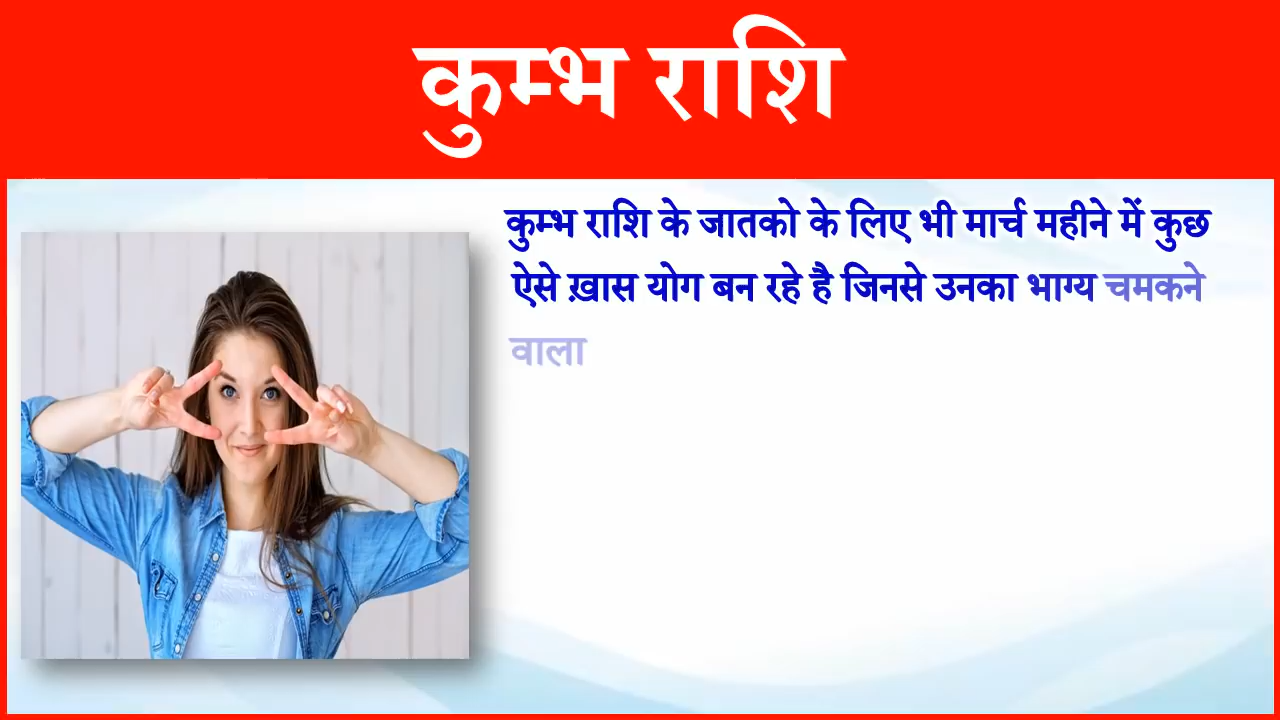 कुम्भ राशि
कुम्भ राशि के जातको के लिए भी मार्च महीने में कुछ
ऐसे ख़ास योग बन रहे है जिनसे उनका भाग्य चमकने
वाला